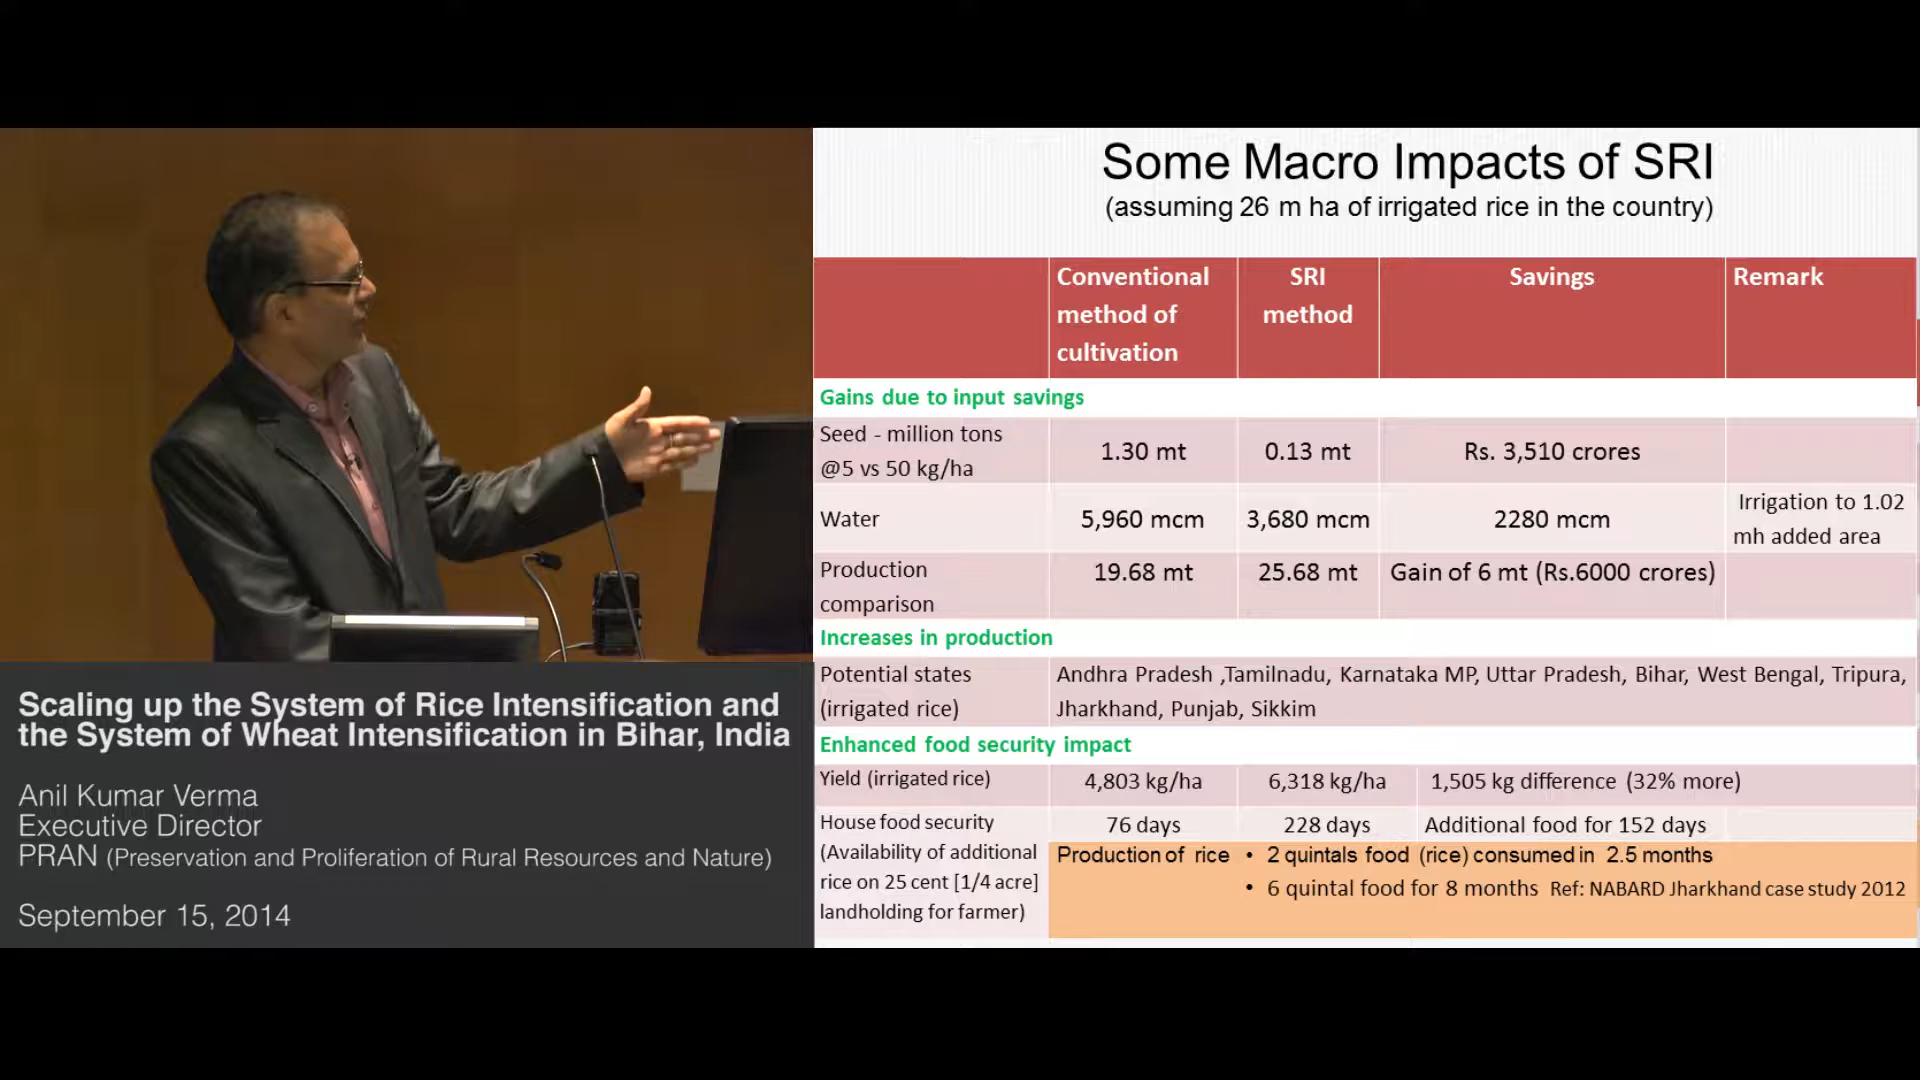 Some Macro Impacts of SRI
(assuming 26 m ha of irrigated rice in the country)
Conventional method of cultivation SRI method Savings Remark
Gains due to input savings
Seed - million tons @5 vs 50 kg/ha 1.30 mt 0.13 mt Rs. 3,510 crores
Water 5,960 mcm 3,680 mcm 2280 mcm Irrigation to 1.02 mh added area
Production comparison 19.68 mt 25.68 mt Gain of 6 mt (Rs.6000 crores)
Increases in production
Potential states (irrigated rice) Andhra Pradesh ,Tamilnadu, Karnataka MP, Uttar Pradesh, Bihar, West Bengal, Tripura, Jharkhand, Punjab, Sikkim
Enhanced food security impact
Yield (irrigated rice) 4,803 kg/ha 6,318 kg/ha 1,505 kg difference (32% more)
House food security (Availability of additional rice on 25 cent [1/4 acre] landholding for farmer) 76 days 228 days Additional food for 152 days
Production of rice • 2 quintals food (rice) consumed in 2.5 months
• 6 quintal food for 8 months Ref: NABARD Jharkhand case study 2012
Scaling up the System of Rice Intensification and
the System of Wheat Intensification in Bihar, India
Anil Kumar Verma
Executive Director
PRAN (Preservation and Proliferation of Rural Resources and Nature)
September 15, 2014